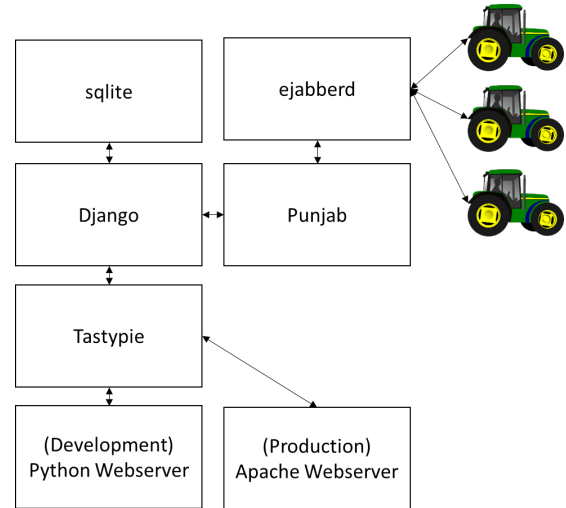 sqlite
ejabberd
Django
Punjab
Tastypie
(Development)
Python Webserver
(Production)
Apache Webserver